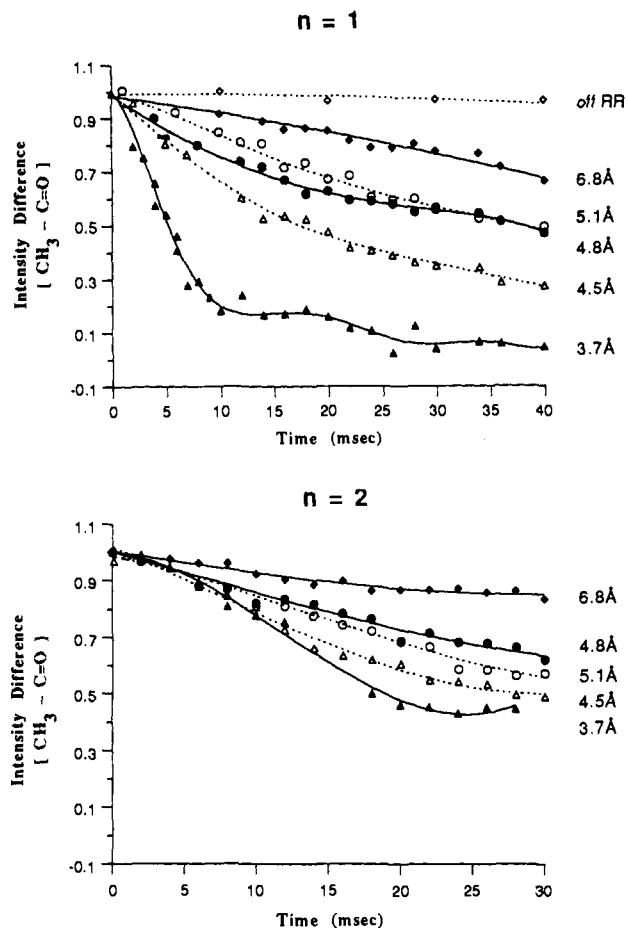 n = 1
Intensity Difference
[ CH3 – C=O ]
1.1
0.9
0.7
0.5
0.3
0.1
-0.1
0
5
10
15
20
25
30
35
40
Time (msec)
off RR
6.8Å
5.1Å
4.8Å
4.5Å
3.7Å
n = 2
Intensity Difference
[ CH3 – C=O ]
1.1
0.9
0.7
0.5
0.3
0.1
-0.1
0
5
10
15
20
25
30
Time (msec)
6.8Å
4.8Å
5.1Å
4.5Å
3.7Å